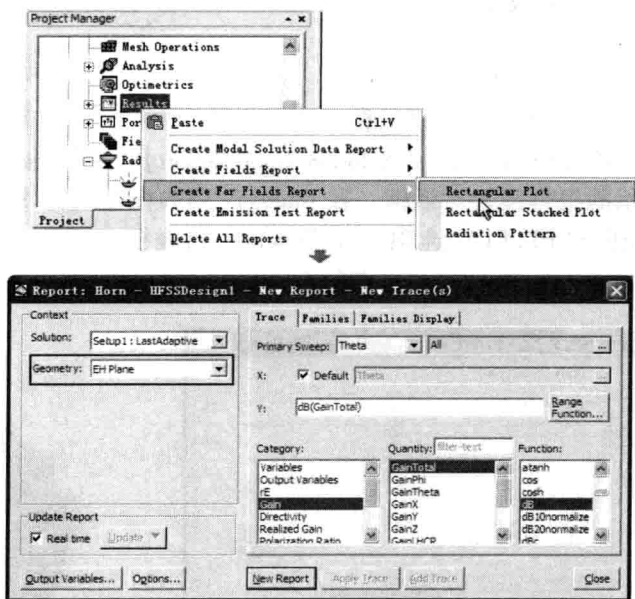 Project Manager
Mesh Operations
Analysis
Optimetrics
Results
Por
Fie
Rad
Project
Paste Ctrl+V
Create Modal Solution Data Report
Create Fields Report
Create Far Fields Report
Create Emission Test Report
Delete All Reports
Rectangular Plot
Rectangular Stacked Plot
Radiation Pattern
Report: Horn - HFSSDesign1 - New Report - New Trace(s)
Context
Solution: Setup1 : LastAdaptive
Geometry: EH Plane
Update Report
Real time Update
Output Variables... Options...
Trace Families Families Display
Primary Sweep: Theta All ...
X: Default Theta ...
Y: dB(GainTotal) Range Function...
Category:
Variables
Output Variables
rE
Gain
Directivity
Realized Gain
Polarization Ratio
Quantity: filter-text
GainTotal
GainPhi
GainTheta
GainX
GainY
GainZ
GainLHCP
Function:
atanh
cos
cosh
dB
dB10normalize
dB20normalize
dBc
New Report Apply Trace Add Trace Close